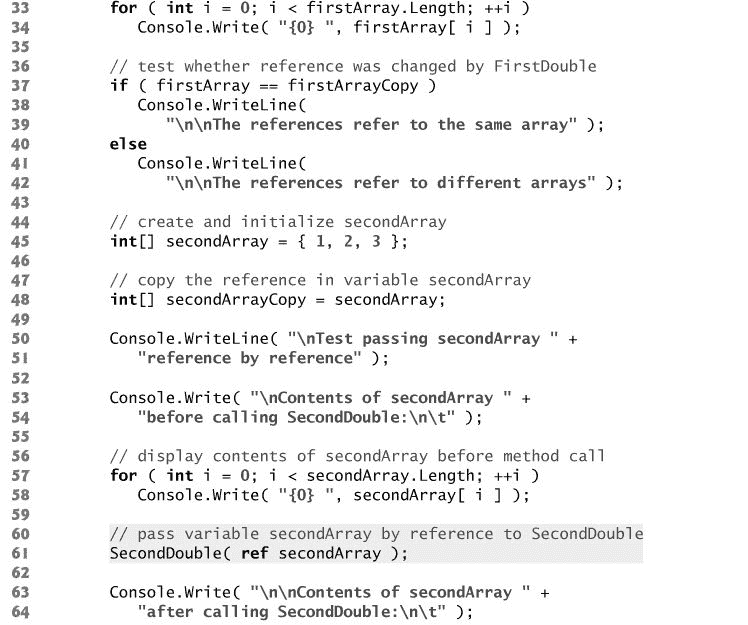 33 for ( int i = 0; i < firstArray.Length; ++i )
34 Console.Write( "{0} ", firstArray[ i ] );
35
36 // test whether reference was changed by FirstDouble
37 if ( firstArray == firstArrayCopy )
38 Console.WriteLine(
39 "\n\nThe references refer to the same array" );
40 else
41 Console.WriteLine(
42 "\n\nThe references refer to different arrays" );
43
44 // create and initialize secondArray
45 int[] secondArray = { 1, 2, 3 };
46
47 // copy the reference in variable secondArray
48 int[] secondArrayCopy = secondArray;
49
50 Console.WriteLine( "\nTest passing secondArray " +
51 "reference by reference" );
52
53 Console.Write( "\nContents of secondArray " +
54 "before calling SecondDouble:\n\t" );
55
56 // display contents of secondArray before method call
57 for ( int i = 0; i < secondArray.Length; ++i )
58 Console.Write( "{0} ", secondArray[ i ] );
59
60 // pass variable secondArray by reference to SecondDouble
61 SecondDouble( ref secondArray );
62
63 Console.Write( "\n\nContents of secondArray " +
64 "after calling SecondDouble:\n\t" );